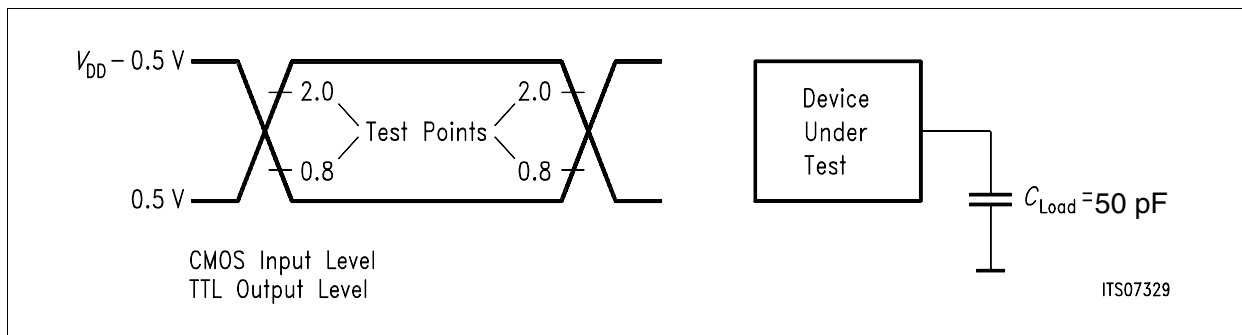 V_DD – 0.5 V
2.0
2.0
Test Points
0.8
0.8
0.5 V
CMOS Input Level
TTL Output Level
Device
Under
Test
C_Load = 50 pF
ITS07329